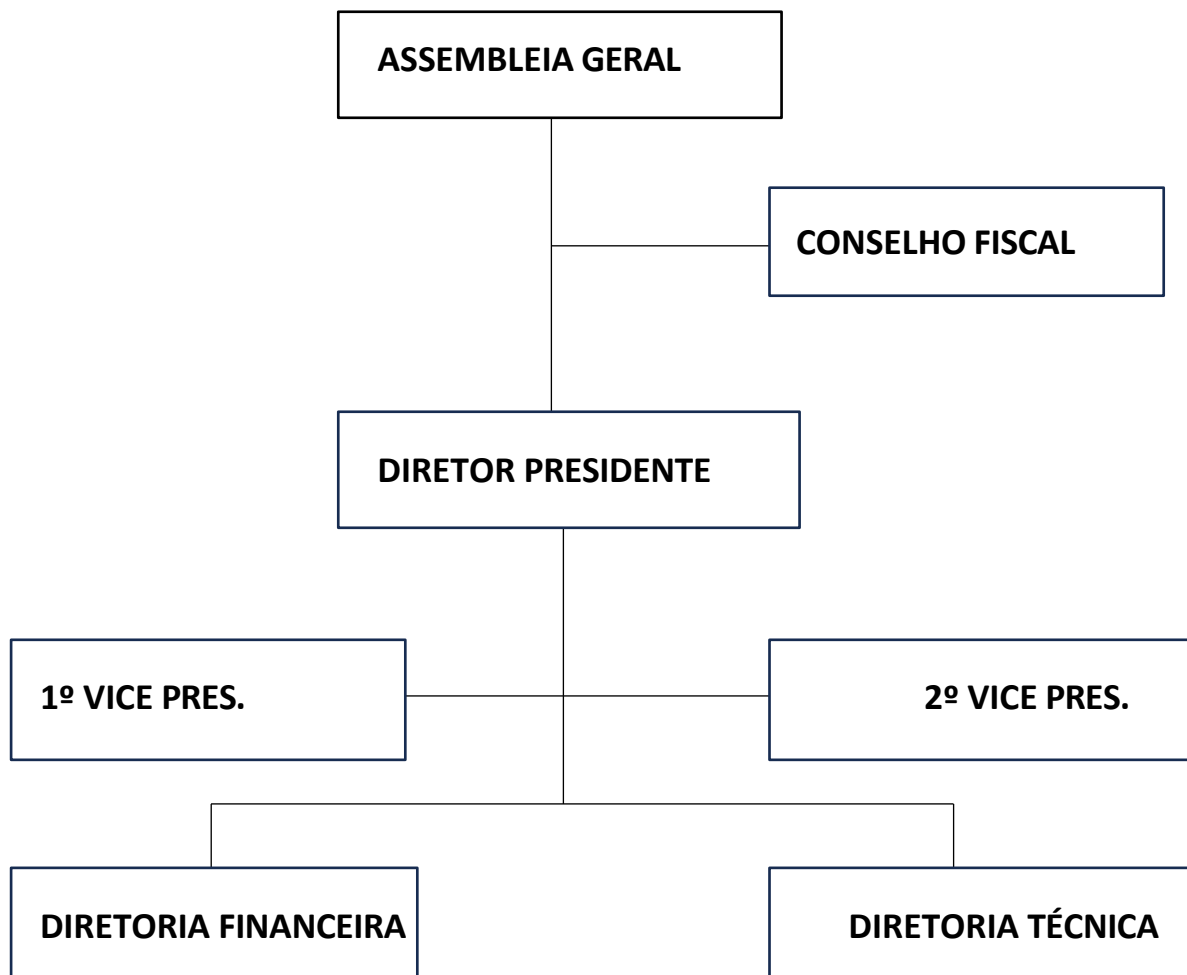 ASSEMBLEIA GERAL
CONSELHO FISCAL
DIRETOR PRESIDENTE
1º VICE PRES.
2º VICE PRES.
DIRETORIA FINANCEIRA
DIRETORIA TÉCNICA